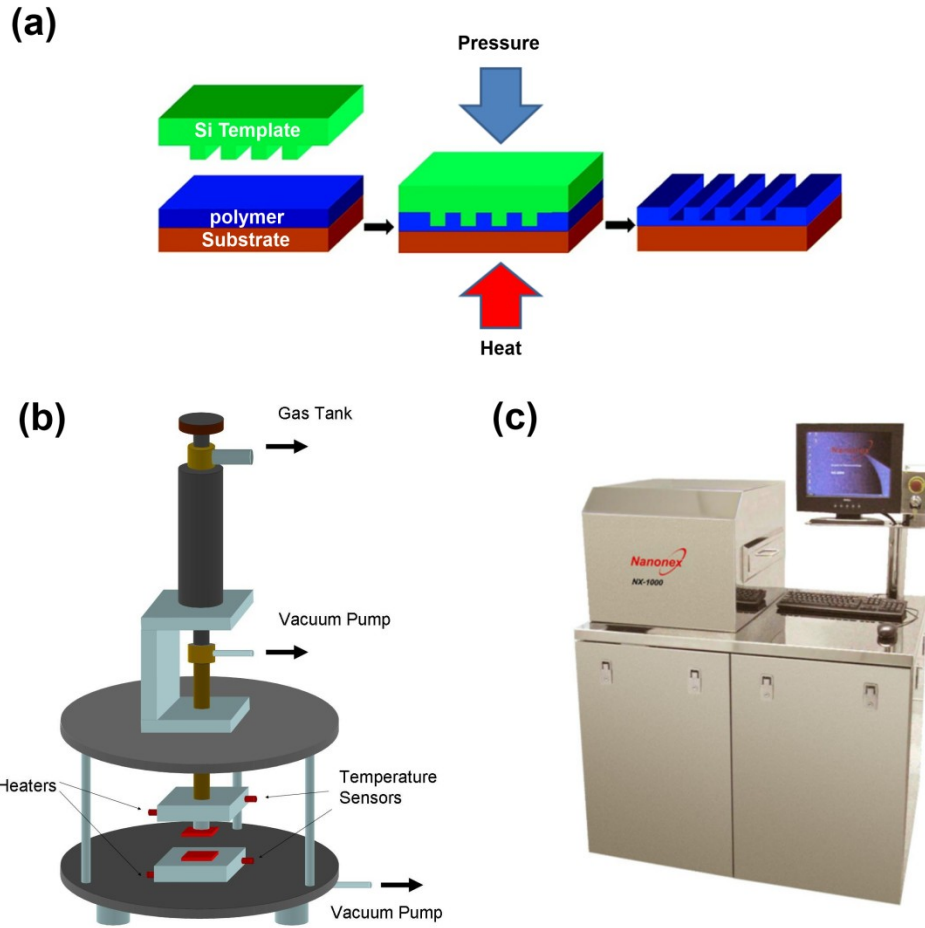 (a)
Pressure
Si Template
polymer
Substrate
Heat
(b)
Gas Tank
Vacuum Pump
Heaters
Temperature
Sensors
Vacuum Pump
(c)
Nanonex
NX-1000